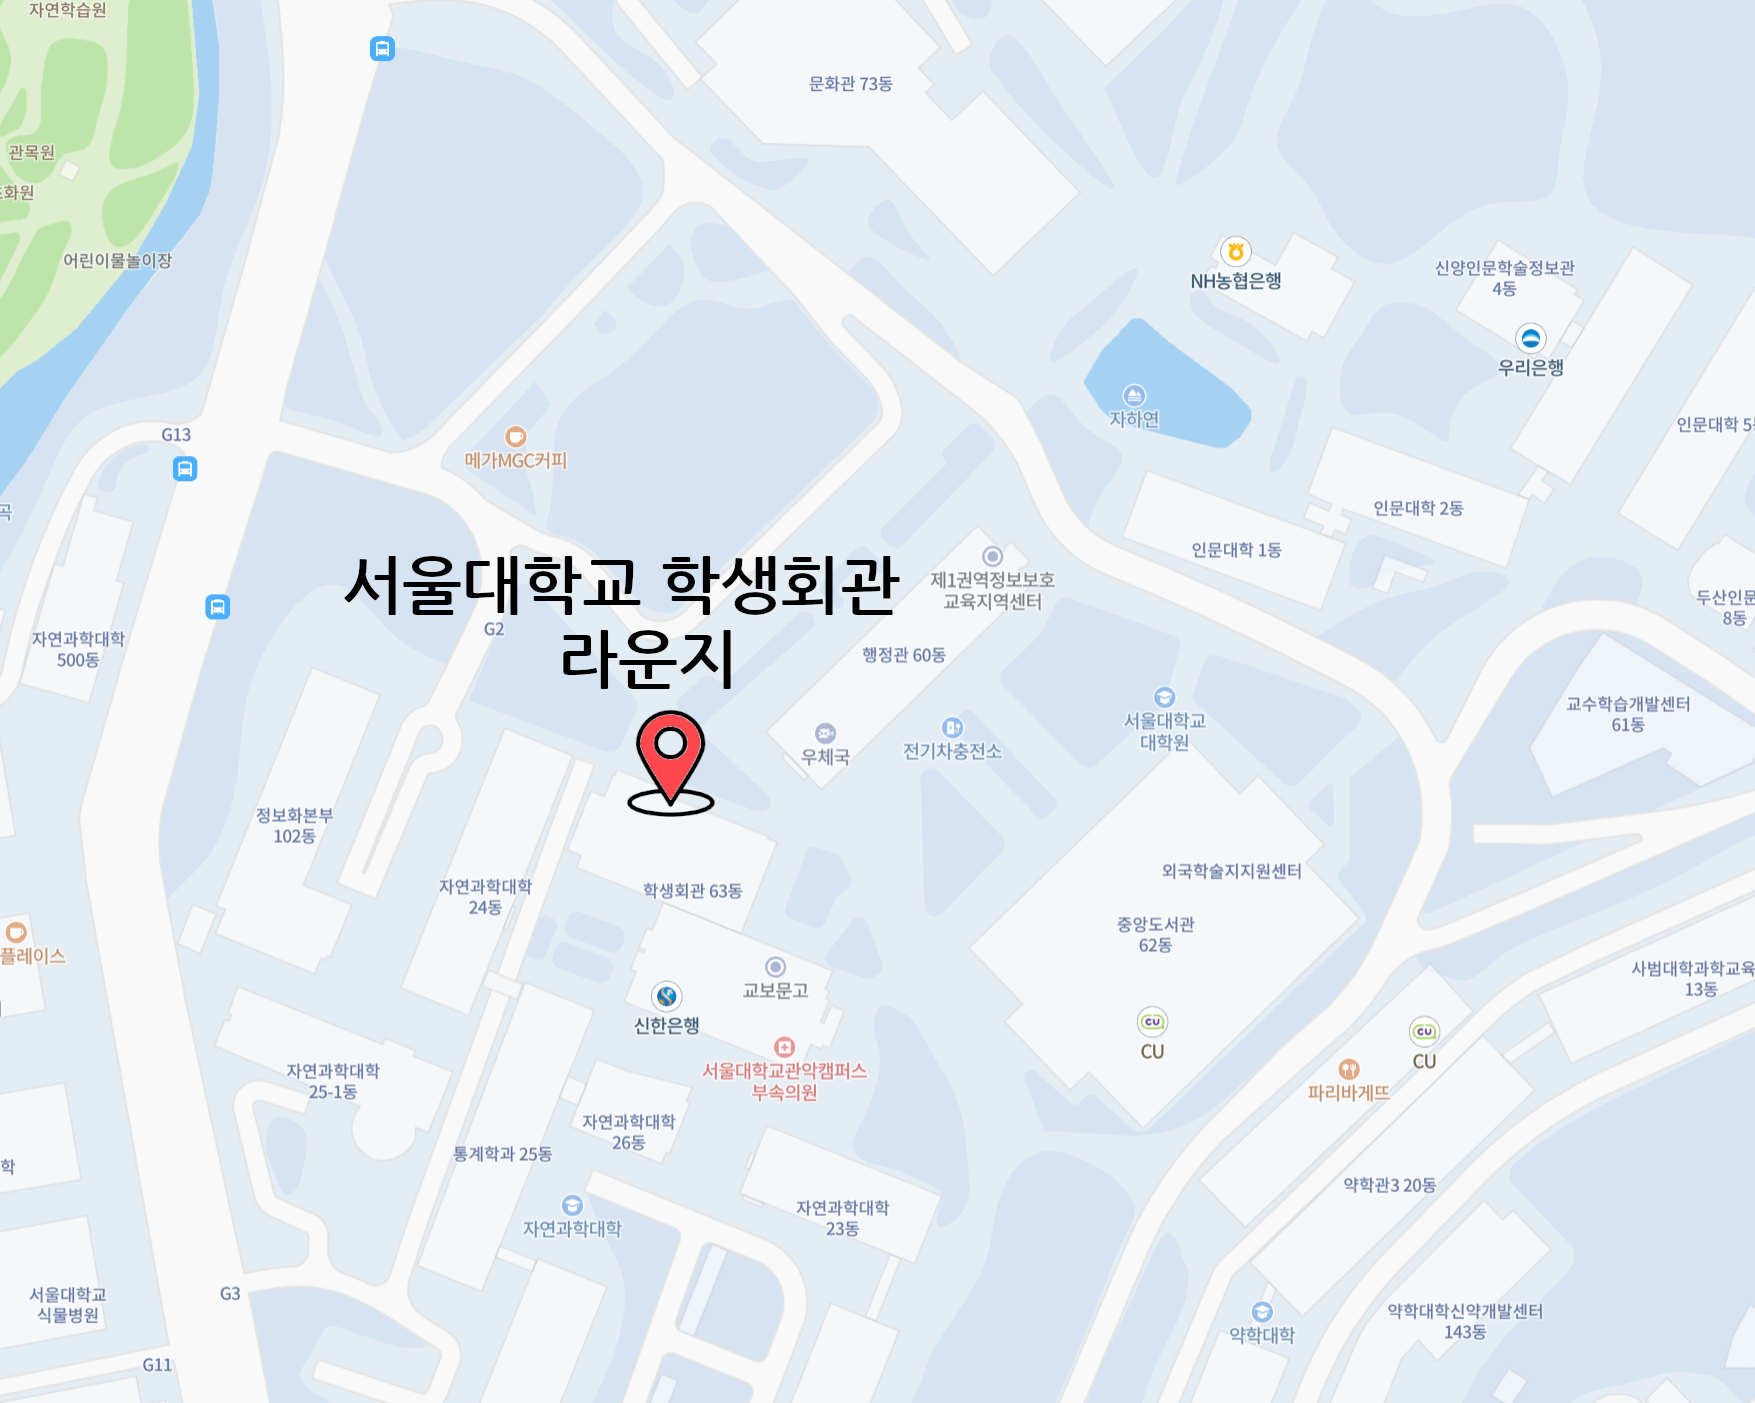 자연학습원
문화관 73동
관목원
초화원
어린이물놀이장
NH농협은행
신양인문학술정보관
4동
우리은행
자하연
인문대학 5
G13
메가MGC커피
인문대학 2동
인문대학 1동
곡
서울대학교 학생회관
라운지
제1권역정보보호
교육지역센터
G2
자연과학대학
500동
행정관 60동
두산인문
8동
서울대학교
대학원
교수학습개발센터
61동
우체국
전기차충전소
정보화본부
102동
자연과학대학
24동
학생회관 63동
외국학술지지원센터
중앙도서관
62동
플레이스
교보문고
사범대학과학교육
13동
신한은행
CU
CU
서울대학교관악캠퍼스
부속의원
파리바게뜨
자연과학대학
25-1동
자연과학대학
26동
통계학과 25동
학
약학관3 20동
자연과학대학
자연과학대학
23동
G3
서울대학교
식물병원
약학대학
약학대학신약개발센터
143동
G11